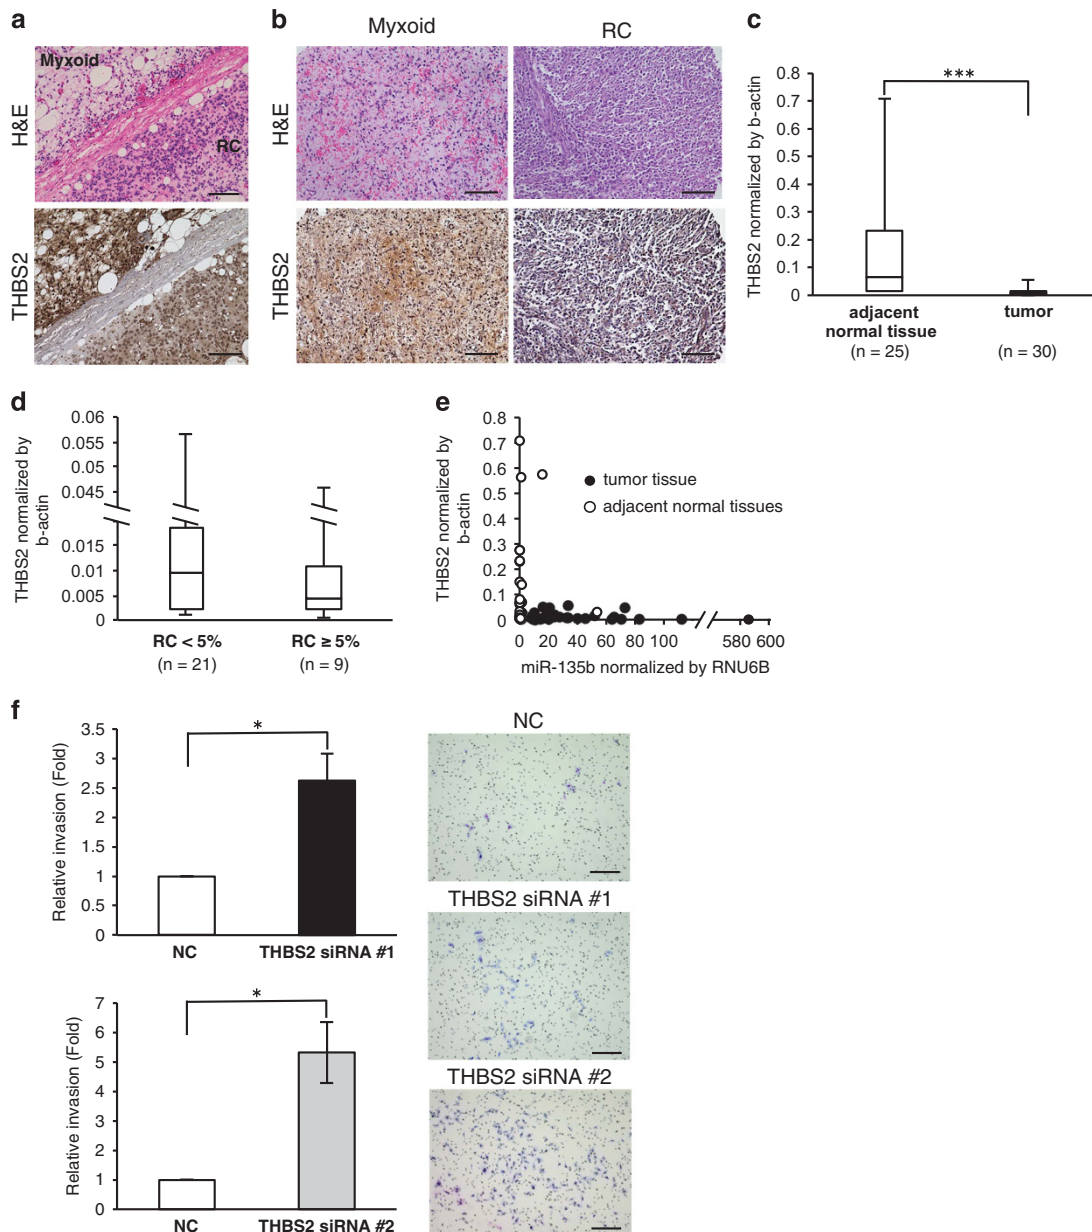 a
Myxoid
RC
H&E
THBS2
b
Myxoid
RC
H&E
THBS2
c
THBS2 normalized by b-actin
0.8
0.7
0.6
0.5
0.4
0.3
0.2
0.1
0
***
adjacent
normal tissue
(n = 25)
tumor
(n = 30)
d
THBS2 normalized by
b-actin
0.06
0.055
0.05
0.045
0.015
0.01
0.005
0
RC < 5%
(n = 21)
RC ≥ 5%
(n = 9)
e
THBS2 normalized by
b-actin
0.8
0.7
0.6
0.5
0.4
0.3
0.2
0.1
0
tumor tissue
adjacent normal tissues
0 20 40 60 80 100 580 600
miR-135b normalized by RNU6B
f
Relative invasion (Fold)
3.5
3
2.5
2
1.5
1
0.5
0
*
NC THBS2 siRNA #1
Relative invasion (Fold)
7
6
5
4
3
2
1
0
*
NC THBS2 siRNA #2
NC
THBS2 siRNA #1
THBS2 siRNA #2